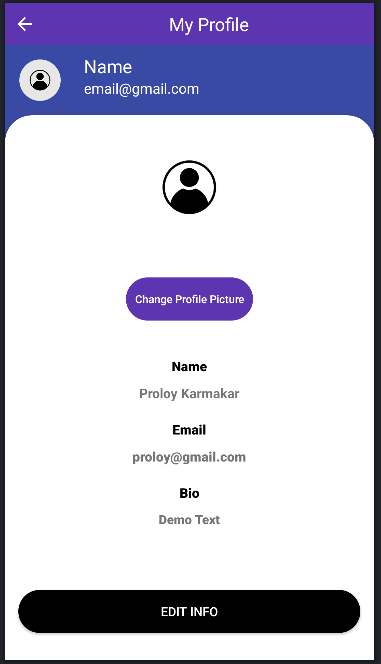 My Profile
Name
email@gmail.com
Change Profile Picture
Name
Proloy Karmakar
Email
proloy@gmail.com
Bio
Demo Text
EDIT INFO